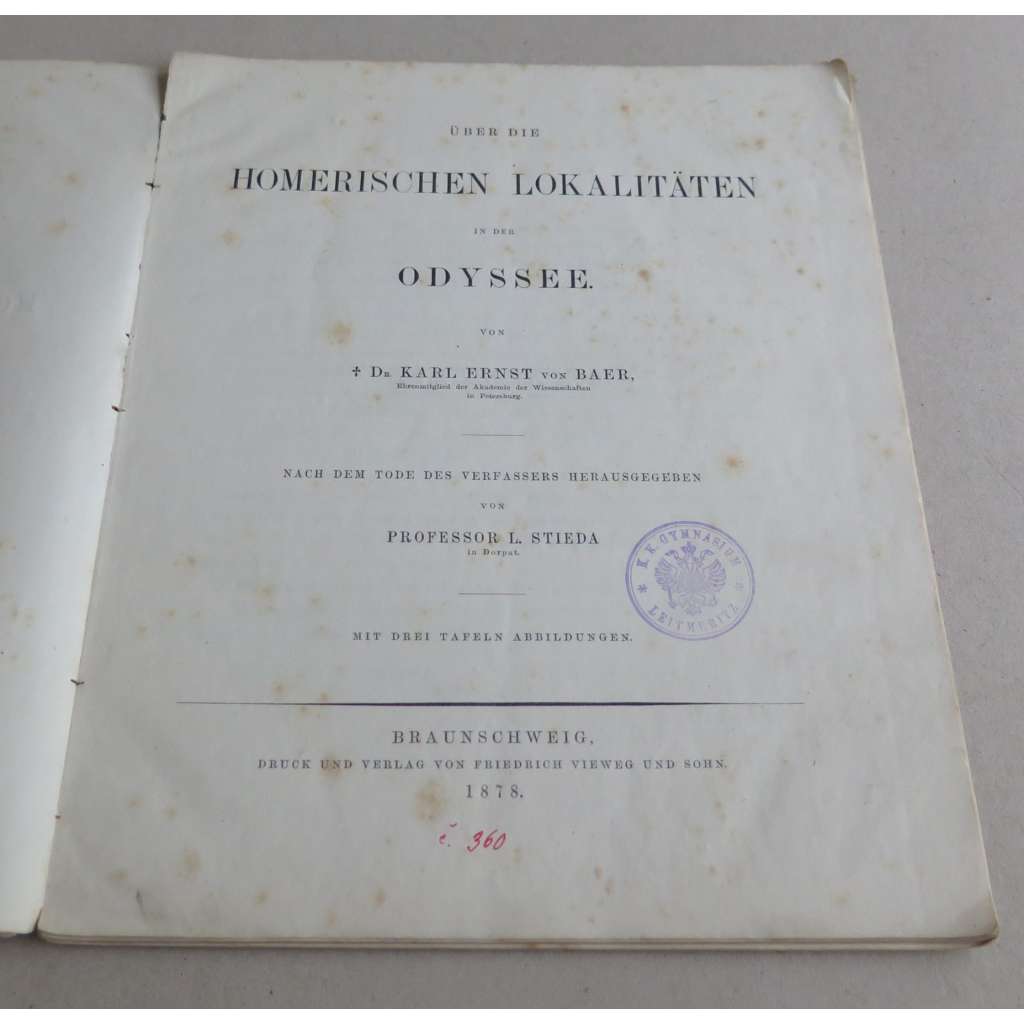 ÜBER DIE
HOMERISCHEN LOKALITÄTEN
IN DER
ODYSSEE.
VON
† DR. KARL ERNST VON BAER,
Ehrenmitglied der Akademie der Wissenschaften
in Petersburg.
NACH DEM TODE DES VERFASSERS HERAUSGEGEBEN
VON
PROFESSOR L. STIEDA
in Dorpat.
* K. K. GYMNASIUM *
LEITMERITZ
MIT DREI TAFELN ABBILDUNGEN.
BRAUNSCHWEIG,
DRUCK UND VERLAG VON FRIEDRICH VIEWEG UND SOHN.
1878.
č. 360